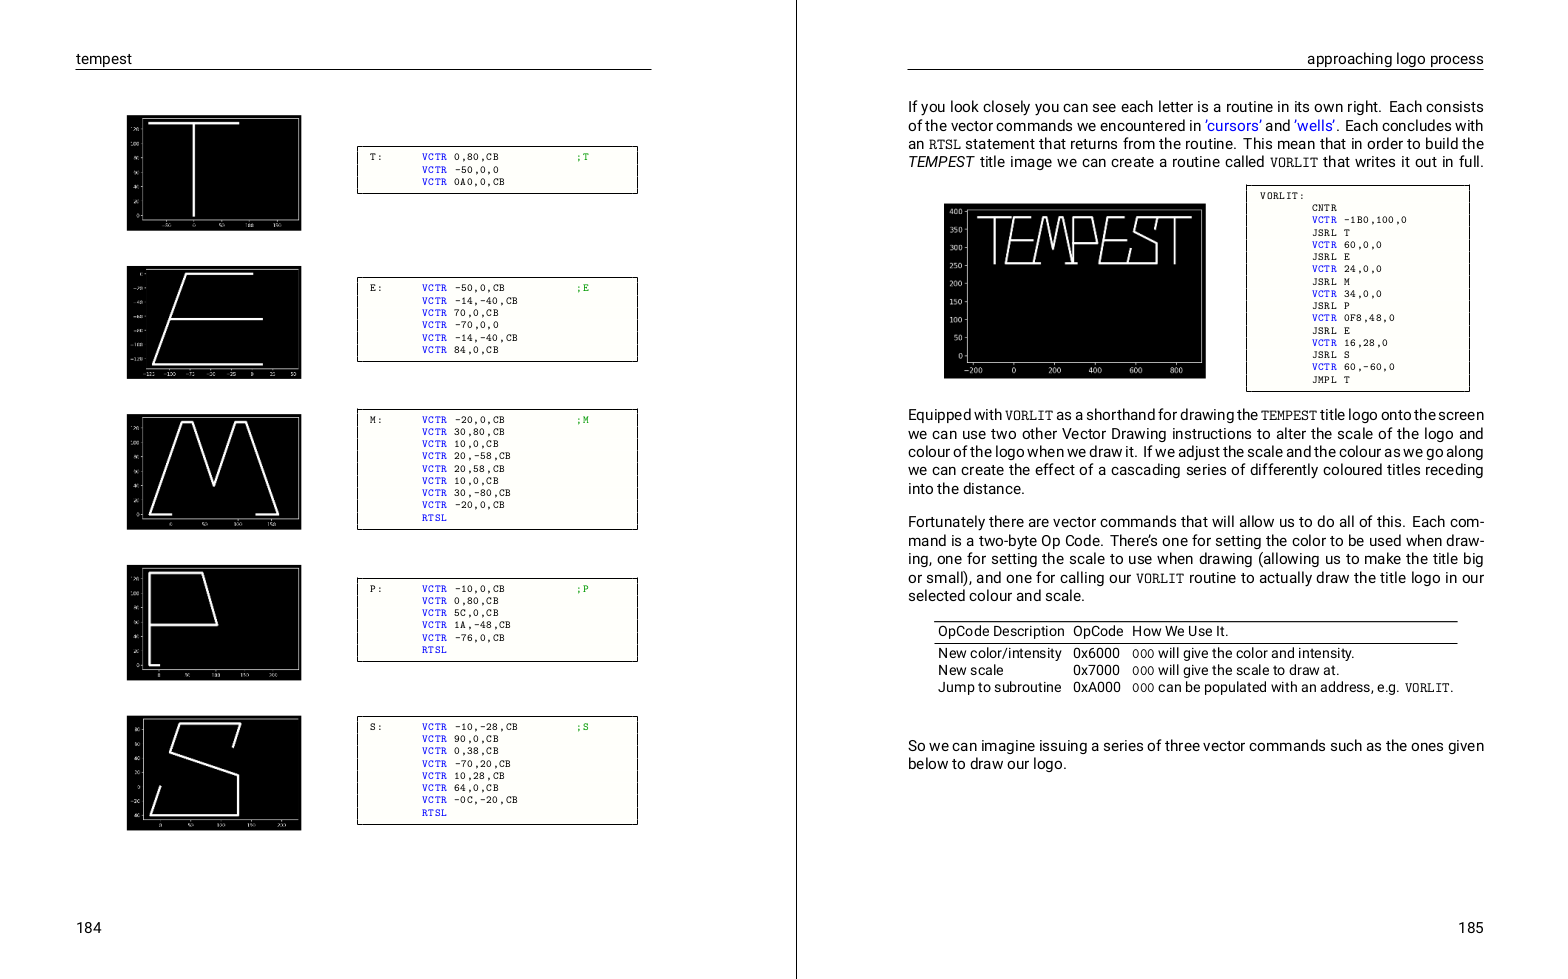 tempest
T: VCTR 0,80,CB ;T
VCTR -50,0,0
VCTR 0A0,0,CB
E: VCTR -50,0,CB ;E
VCTR -14,-40,CB
VCTR 70,0,CB
VCTR -70,0,0
VCTR -14,-40,CB
VCTR 84,0,CB
M: VCTR -20,0,CB ;M
VCTR 30,80,CB
VCTR 10,0,CB
VCTR 20,-58,CB
VCTR 20,58,CB
VCTR 10,0,CB
VCTR 30,-80,CB
VCTR -20,0,CB
RTSL
P: VCTR -10,0,CB ;P
VCTR 0,80,CB
VCTR 5C,0,CB
VCTR 1A,-48,CB
VCTR -76,0,CB
RTSL
S: VCTR -10,-28,CB ;S
VCTR 90,0,CB
VCTR 0,38,CB
VCTR -70,20,CB
VCTR 10,28,CB
VCTR 64,0,CB
VCTR -0C,-20,CB
RTSL
184
approaching logo process
If you look closely you can see each letter is a routine in its own right. Each consists
of the vector commands we encountered in 'cursors' and 'wells'. Each concludes with
an RTSL statement that returns from the routine. This mean that in order to build the
TEMPEST title image we can create a routine called VORLIT that writes it out in full.
400
350
300
250
200
150
100
50
0
−200 0 200 400 600 800
TEMPEST
VORLIT:
CNTR
VCTR -1B0,100,0
JSRL T
VCTR 60,0,0
JSRL E
VCTR 24,0,0
JSRL M
VCTR 34,0,0
JSRL P
VCTR 0F8,48,0
JSRL E
VCTR 16,28,0
JSRL S
VCTR 60,-60,0
JMPL T
Equipped with VORLIT as a shorthand for drawing the TEMPEST title logo onto the screen
we can use two other Vector Drawing instructions to alter the scale of the logo and
colour of the logo when we draw it. If we adjust the scale and the colour as we go along
we can create the effect of a cascading series of differently coloured titles receding
into the distance.
Fortunately there are vector commands that will allow us to do all of this. Each com-
mand is a two-byte Op Code. There's one for setting the color to be used when draw-
ing, one for setting the scale to use when drawing (allowing us to make the title big
or small), and one for calling our VORLIT routine to actually draw the title logo in our
selected colour and scale.
OpCode Description OpCode How We Use It.
New color/intensity 0x6000 000 will give the color and intensity.
New scale 0x7000 000 will give the scale to draw at.
Jump to subroutine 0xA000 000 can be populated with an address, e.g. VORLIT.
So we can imagine issuing a series of three vector commands such as the ones given
below to draw our logo.
185